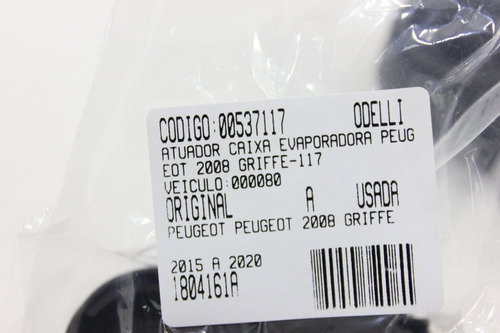 CODIGO:00537117 ODELLI
ATUADOR CAIXA EVAPORADORA PEUG
EOT 2008 GRIFFE-117
VEICULO:000080
ORIGINAL A USADA
PEUGEOT PEUGEOT 2008 GRIFFE
2015 A 2020
1804161A